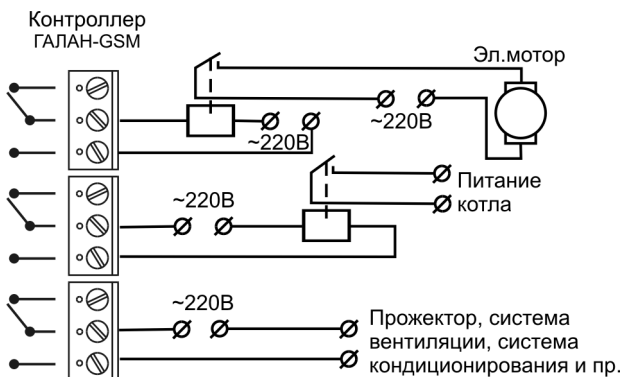 Контроллер
ГАЛАН-GSM
Эл.мотор
~220В
~220В
~220В
Питание
котла
~220В
Прожектор, система
вентиляции, система
кондиционирования и пр.